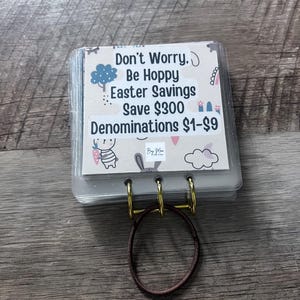 Don't Worry,
Be Hoppy
Easter Savings
Save $300
Denominations $1-$9